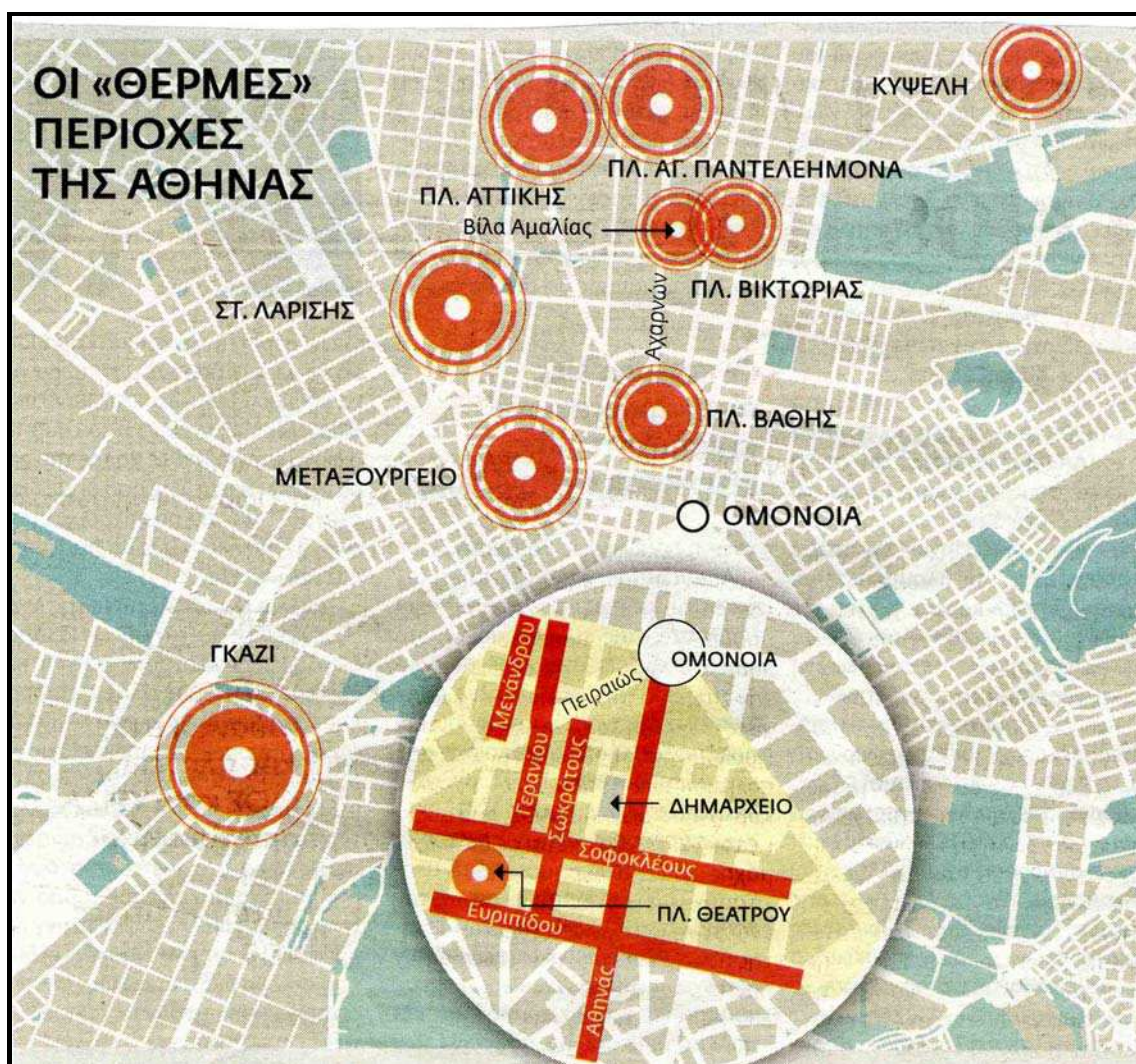 ΟΙ «ΘΕΡΜΕΣ»
ΠΕΡΙΟΧΕΣ
ΤΗΣ ΑΘΗΝΑΣ
ΚΥΨΕΛΗ
ΠΛ. ΑΓ. ΠΑΝΤΕΛΕΗΜΟΝΑ
ΠΛ. ΑΤΤΙΚΗΣ
Βίλα Αμαλίας
ΠΛ. ΒΙΚΤΩΡΙΑΣ
ΣΤ. ΛΑΡΙΣΗΣ
Αχαρνών
ΠΛ. ΒΑΘΗΣ
ΜΕΤΑΞΟΥΡΓΕΙΟ
ΟΜΟΝΟΙΑ
ΓΚΑΖΙ
ΟΜΟΝΟΙΑ
Πειραιώς
Μενάνδρου
Γερανίου
Σωκράτους
ΔΗΜΑΡΧΕΙΟ
Σοφοκλέους
ΠΛ. ΘΕΑΤΡΟΥ
Ευριπίδου
Αθηνάς